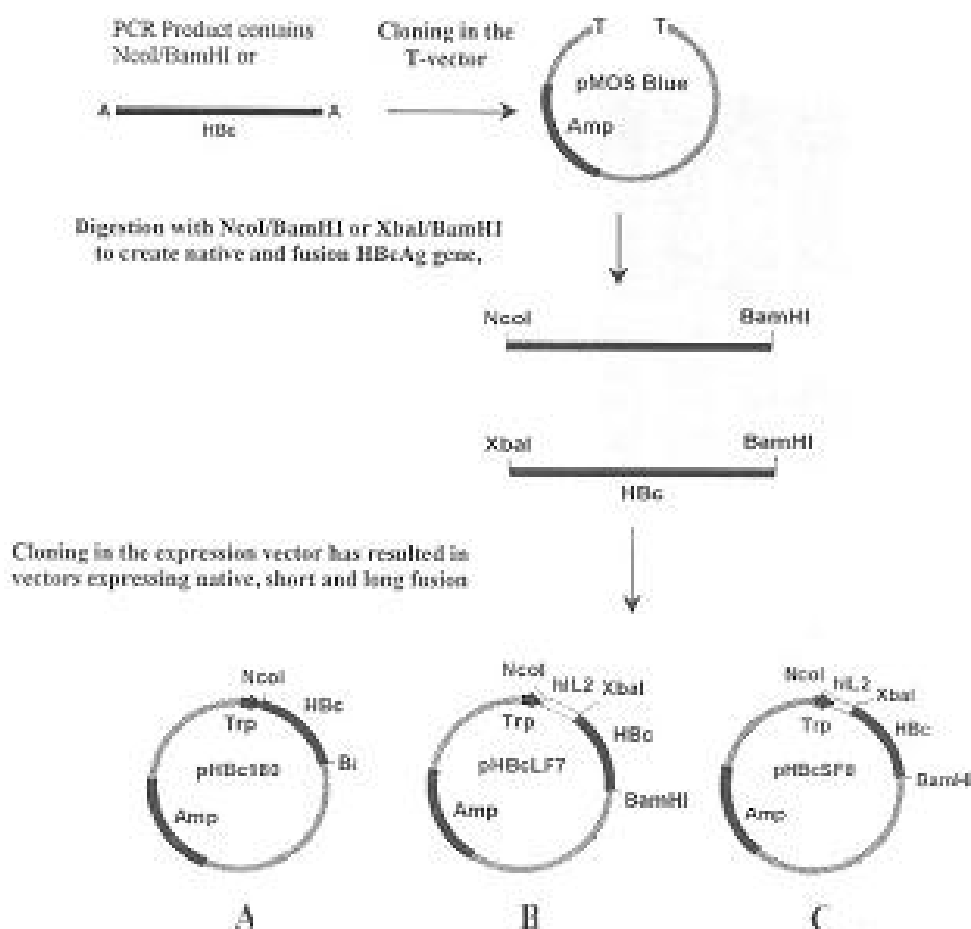 PCR Product contains
NcoI/BamHI or
Cloning in the
T-vector
T T
pMOS Blue
Amp
A A
HBc
Digestion with NcoI/BamHI or XbaI/BamHI
to create native and fusion HBcAg gene,
NcoI BamHI
XbaI BamHI
HBc
Cloning in the expression vector has resulted in
vectors expressing native, short and long fusion
NcoI HBc
Trp
Amp
NcoI hIL2 XbaI
Trp HBc
pHBcLF7
BamHI
Amp
NcoI hIL2 XbaI
Trp HBc
BamHI
Amp
A B C